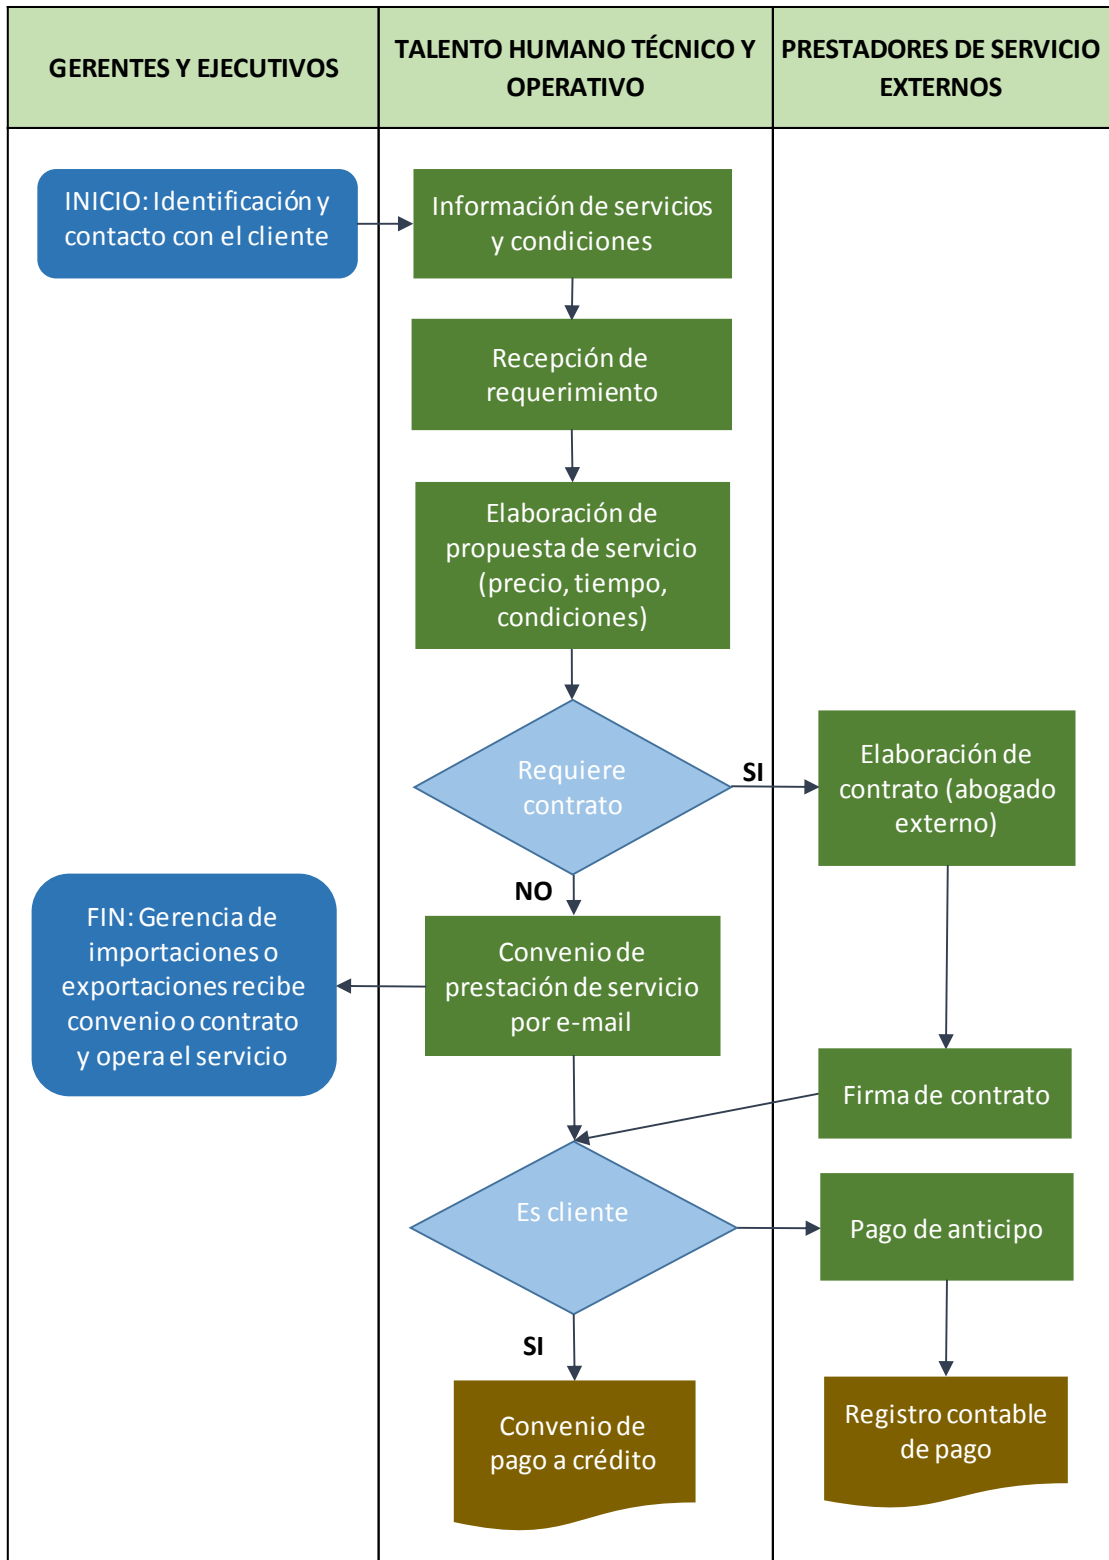 GERENTES Y EJECUTIVOS
TALENTO HUMANO TÉCNICO Y
OPERATIVO
PRESTADORES DE SERVICIO
EXTERNOS
INICIO: Identificación y
contacto con el cliente
Información de servicios
y condiciones
Recepción de
requerimiento
Elaboración de
propuesta de servicio
(precio, tiempo,
condiciones)
Requiere
contrato
SI
Elaboración de
contrato (abogado
externo)
NO
FIN: Gerencia de
importaciones o
exportaciones recibe
convenio o contrato
y opera el servicio
Convenio de
prestación de servicio
por e-mail
Firma de contrato
Es cliente
Pago de anticipo
SI
Convenio de
pago a crédito
Registro contable
de pago